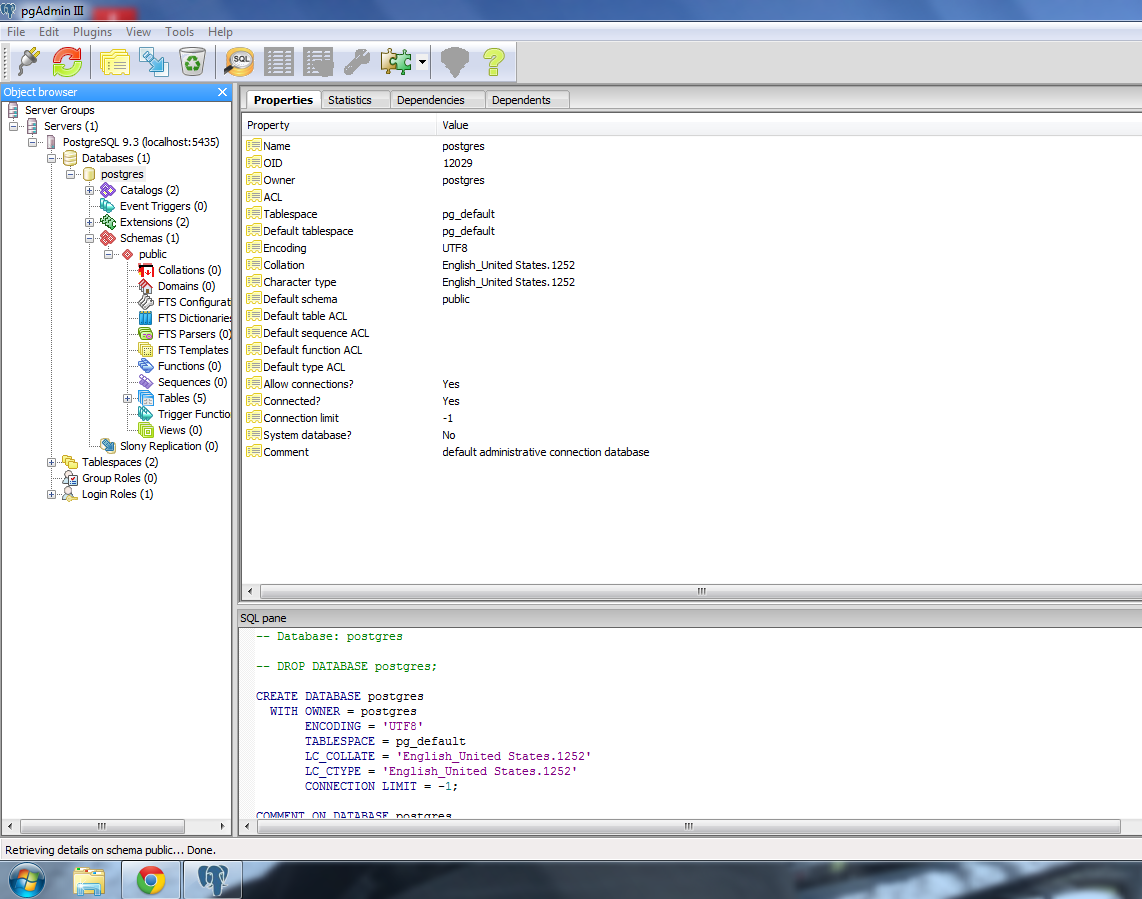 pgAdmin III
File Edit Plugins View Tools Help
SQL
Object browser
Server Groups
Servers (1)
PostgreSQL 9.3 (localhost:5435)
Databases (1)
postgres
Catalogs (2)
Event Triggers (0)
Extensions (2)
Schemas (1)
public
Collations (0)
Domains (0)
FTS Configurat
FTS Dictionaries
FTS Parsers (0)
FTS Templates
Functions (0)
Sequences (0)
Tables (5)
Trigger Functio
Views (0)
Slony Replication (0)
Tablespaces (2)
Group Roles (0)
Login Roles (1)
Properties Statistics Dependencies Dependents
Property Value
Name postgres
OID 12029
Owner postgres
ACL
Tablespace pg_default
Default tablespace pg_default
Encoding UTF8
Collation English_United States.1252
Character type English_United States.1252
Default schema public
Default table ACL
Default sequence ACL
Default function ACL
Default type ACL
Allow connections? Yes
Connected? Yes
Connection limit -1
System database? No
Comment default administrative connection database
SQL pane
-- Database: postgres
-- DROP DATABASE postgres;
CREATE DATABASE postgres
WITH OWNER = postgres
ENCODING = 'UTF8'
TABLESPACE = pg_default
LC_COLLATE = 'English_United States.1252'
LC_CTYPE = 'English_United States.1252'
CONNECTION LIMIT = -1;
COMMENT ON DATABASE postgres
Retrieving details on schema public... Done.